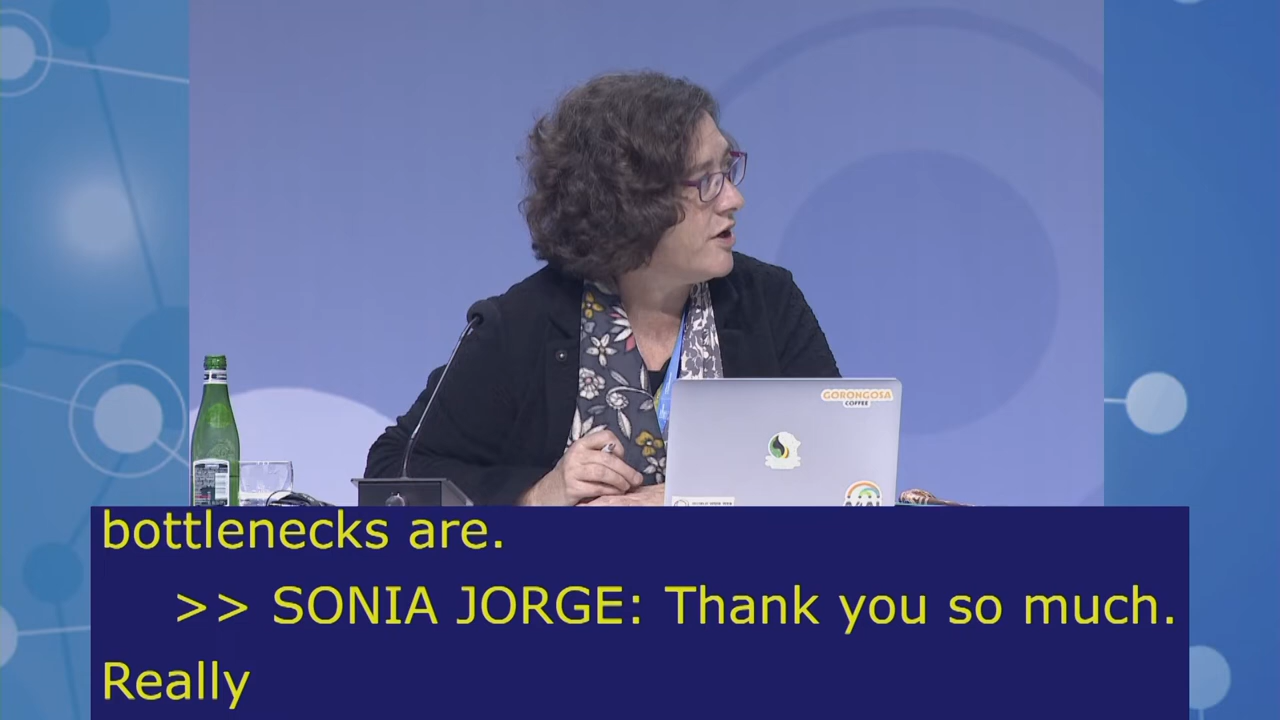 GORONGOSA
COFFEE
bottlenecks are.
>> SONIA JORGE: Thank you so much.
Really